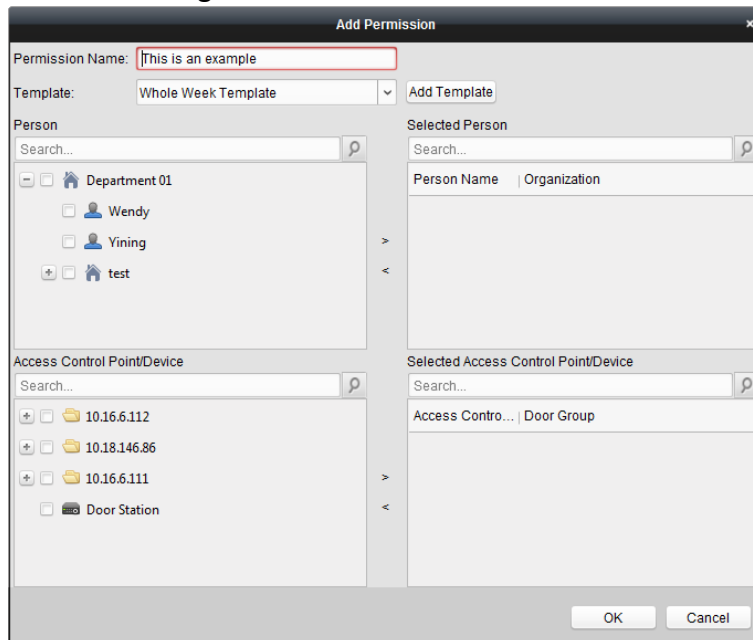 Add Permission
Permission Name: This is an example
Template: Whole Week Template Add Template
Person
Search...
Department 01
Wendy
Yining
test
Selected Person
Search...
Person Name Organization
>
<
Access Control Point/Device
Search...
10.16.6.112
10.18.146.86
10.16.6.111
Door Station
Selected Access Control Point/Device
Search...
Access Contro... Door Group
>
<
OK Cancel